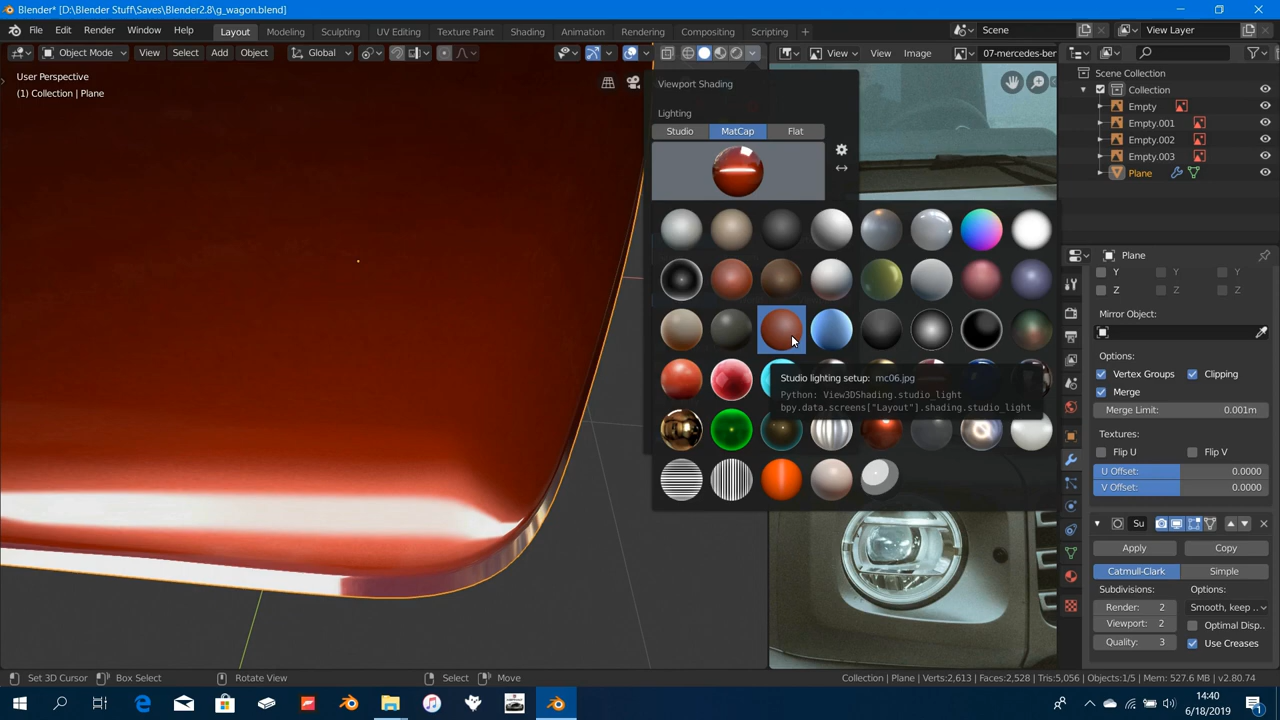 Blender* [D:\Blender Stuff\Saves\Blender2.8\g_wagon.blend]
File Edit Render Window Help Layout Modeling Sculpting UV Editing Texture Paint Shading Animation Rendering Compositing Scripting + Scene View Layer
Object Mode View Select Add Object Global View View Image 07-mercedes-ber
User Perspective
(1) Collection | Plane
Viewport Shading
Lighting
Studio MatCap Flat
Studio lighting setup: mc06.jpg
Python: View3DShading.studio_light
bpy.data.screens["Layout"].shading.studio_light
Scene Collection
Collection
Empty
Empty.001
Empty.002
Empty.003
Plane
Plane
Y Y Y
Z Z Z
Mirror Object:
Options:
Vertex Groups Clipping
Merge
Merge Limit: 0.001m
Textures:
Flip U Flip V
U Offset: 0.0000
V Offset: 0.0000
Su
Apply Copy
Catmull-Clark Simple
Subdivisions: Options:
Render: 2 Smooth, keep ..
Viewport: 2 Optimal Disp..
Quality: 3 Use Creases
Set 3D Cursor Box Select Rotate View Select Move Collection | Plane | Verts:2,613 | Faces:2,528 | Tris:5,056 | Objects:1/5 | Mem: 527.6 MB | v2.80.74
14:40
6/18/2019